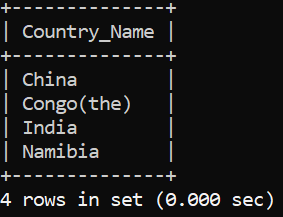 +--------------+
| Country_Name |
+--------------+
| China        |
| Congo(the)   |
| India        |
| Namibia      |
+--------------+
4 rows in set (0.000 sec)